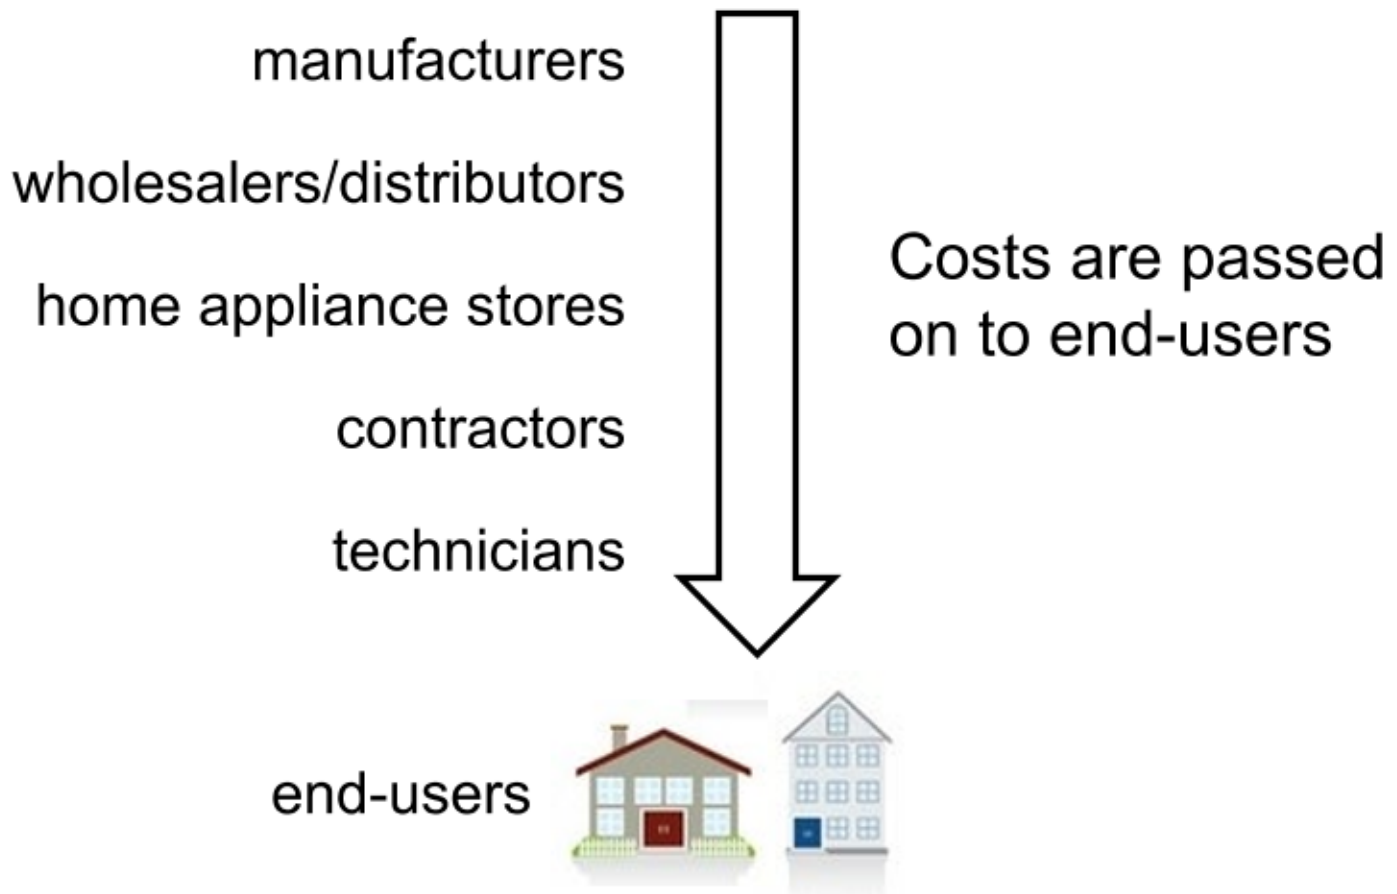 manufacturers
wholesalers/distributors
home appliance stores
contractors
technicians
Costs are passed
on to end-users
end-users